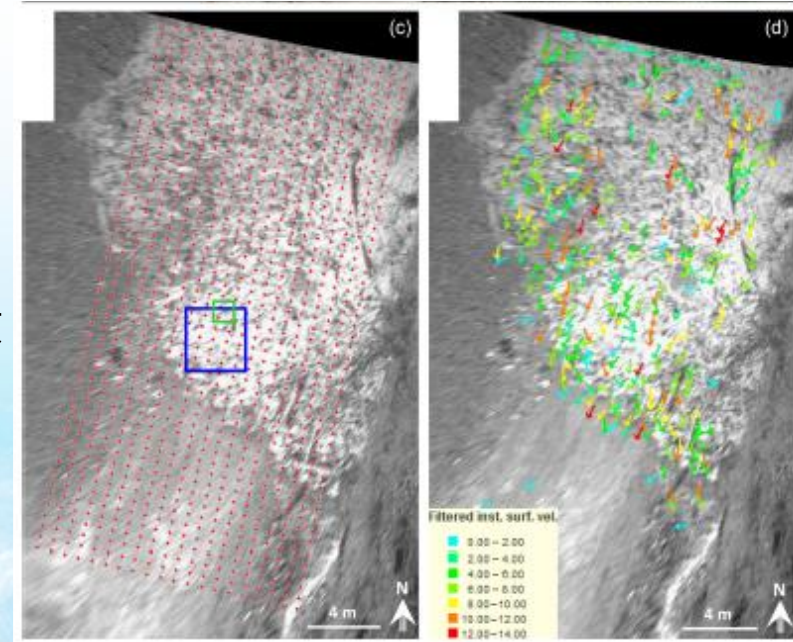 (c)
4 m
N
(d)
Filtered inst. surf. vel.
0.00–2.00
2.00–4.00
4.00–6.00
6.00–8.00
8.00–10.00
10.00–12.00
12.00–14.00
4 m
N